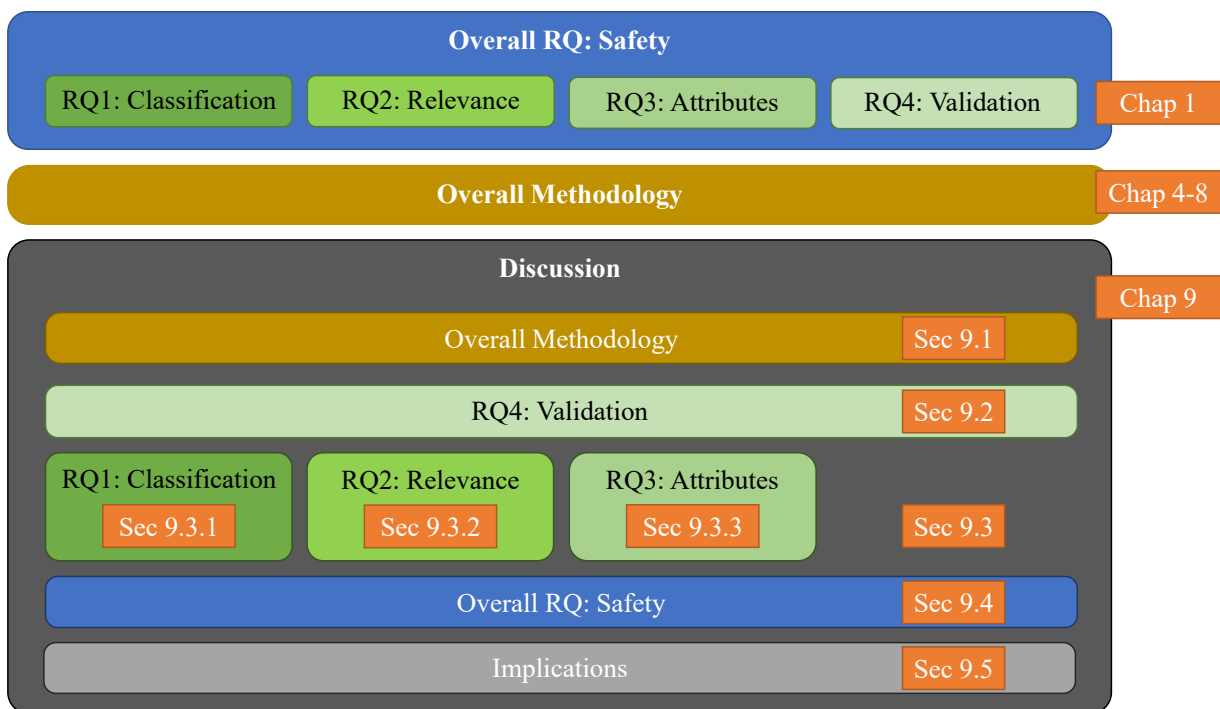 Overall RQ: Safety
RQ1: Classification
RQ2: Relevance
RQ3: Attributes
RQ4: Validation
Chap 1
Overall Methodology
Chap 4-8
Discussion
Chap 9
Overall Methodology
Sec 9.1
RQ4: Validation
Sec 9.2
RQ1: Classification
Sec 9.3.1
RQ2: Relevance
Sec 9.3.2
RQ3: Attributes
Sec 9.3.3
Sec 9.3
Overall RQ: Safety
Sec 9.4
Implications
Sec 9.5